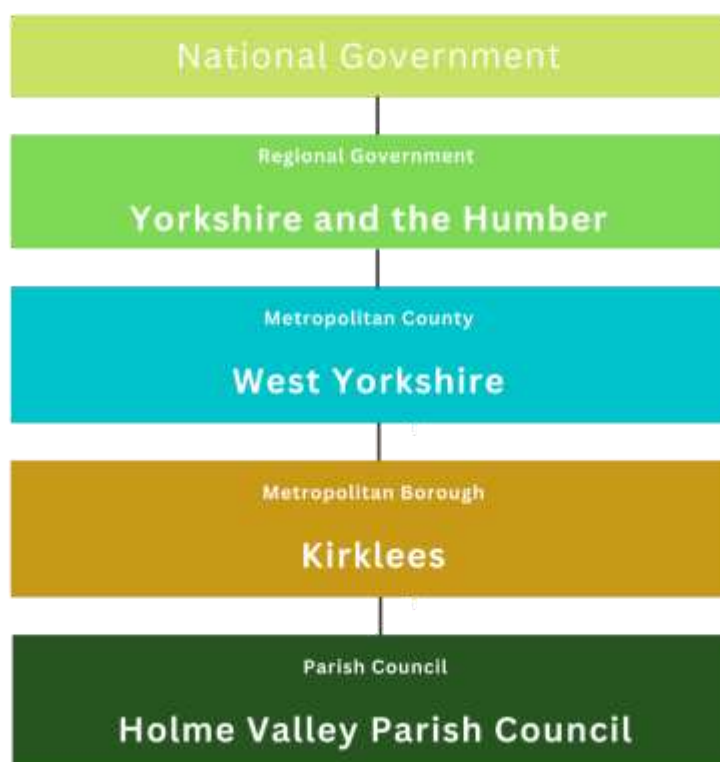 National Government
Regional Government
Yorkshire and the Humber
Metropolitan County
West Yorkshire
Metropolitan Borough
Kirklees
Parish Council
Holme Valley Parish Council